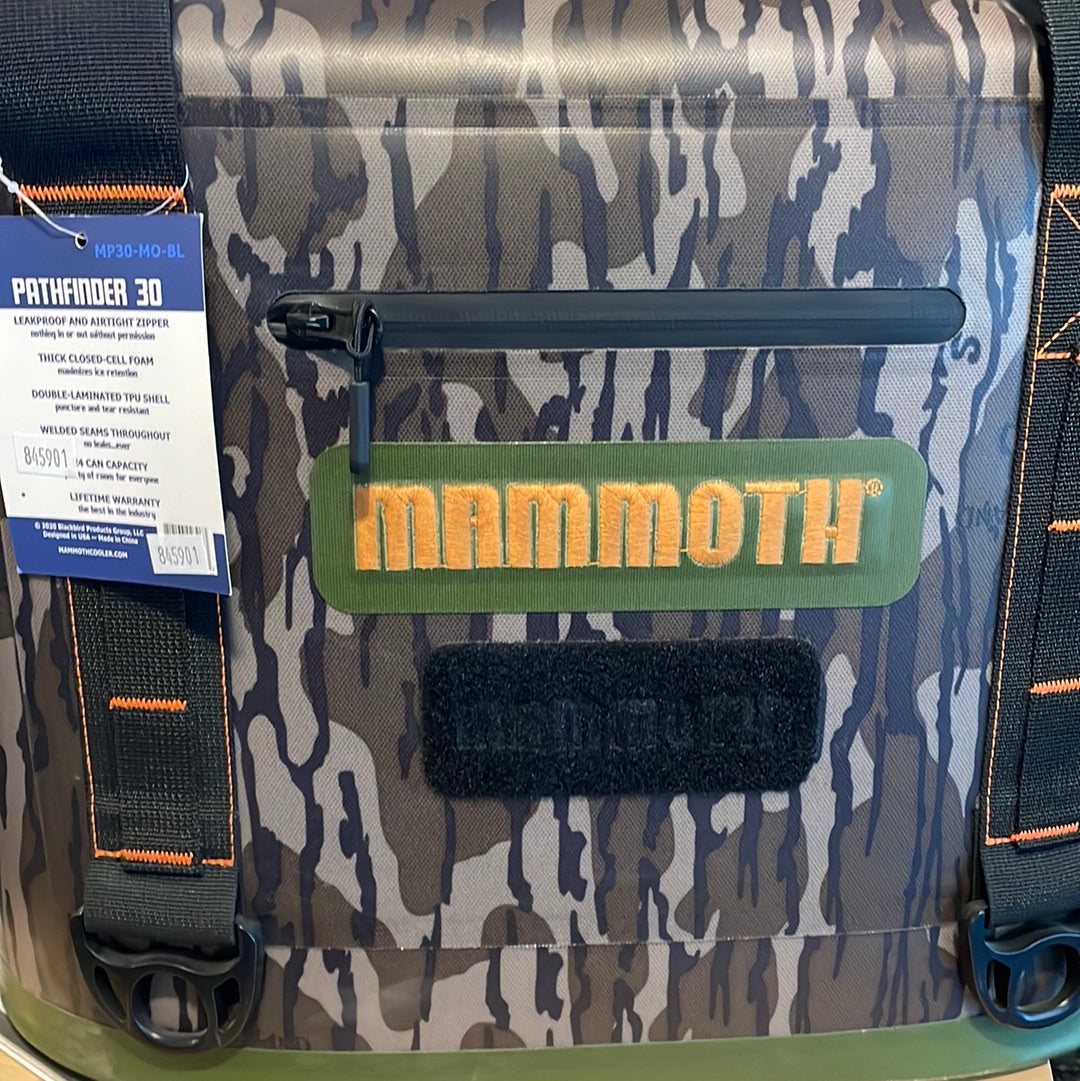 MP30-MO-BL
PATHFINDER 30
LEAKPROOF AND AIRTIGHT ZIPPER
nothing in or out without permission
THICK CLOSED-CELL FOAM
maximizes ice retention
DOUBLE-LAMINATED TPU SHELL
puncture and tear resistant
WELDED SEAMS THROUGHOUT
no leaks...ever
845901
4 CAN CAPACITY
ty of room for everyone
LIFETIME WARRANTY
the best in the industry
© 2020 Blackbird Products Group, LLC
Designed in USA — Made in China
MAMMOTHCOOLER.COM
845901
MAMMOTH®
MAMMOTH